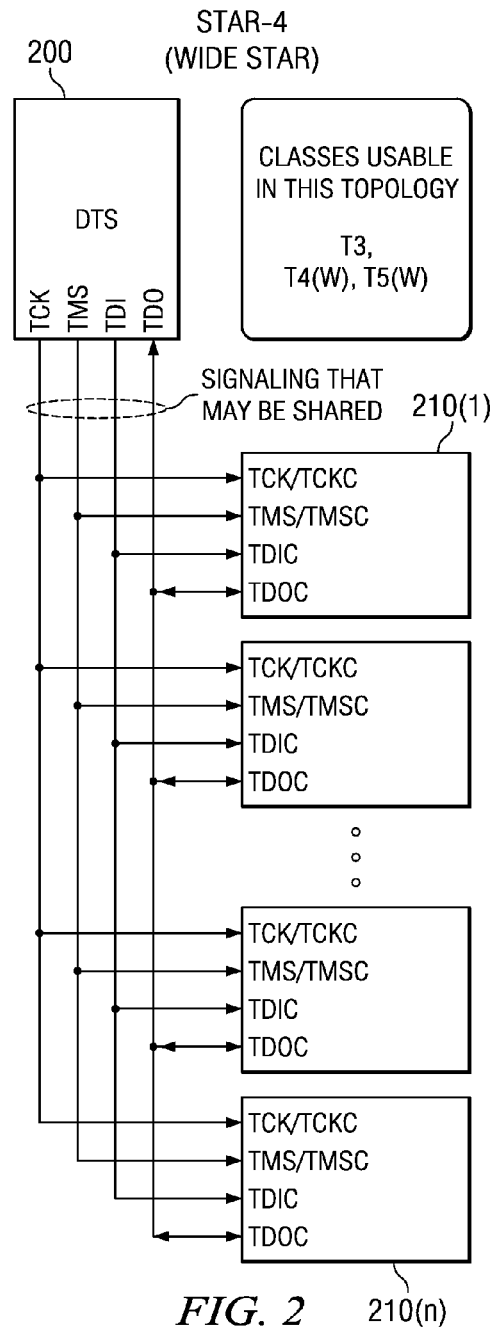 STAR-4
(WIDE STAR)
200
DTS
TCK
TMS
TDI
TDO
CLASSES USABLE
IN THIS TOPOLOGY
T3,
T4(W), T5(W)
SIGNALING THAT
MAY BE SHARED
210(1)
TCK/TCKC
TMS/TMSC
TDIC
TDOC
TCK/TCKC
TMS/TMSC
TDIC
TDOC
TCK/TCKC
TMS/TMSC
TDIC
TDOC
TCK/TCKC
TMS/TMSC
TDIC
TDOC
210(n)
FIG. 2